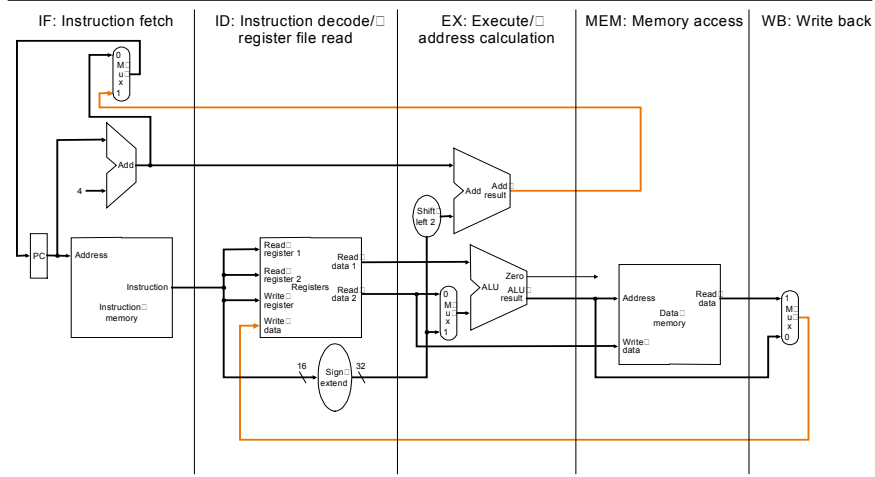 IF: Instruction fetch
ID: Instruction decode/
register file read
EX: Execute/
address calculation
MEM: Memory access
WB: Write back
0
M
u
x
1
Add
4
PC
Address
Instruction
Instruction
memory
Read
register 1
Read
register 2
Write
register
Write
data
Registers
Read
data 1
Read
data 2
16
Sign
extend
32
Shift
left 2
Add
Add
result
0
M
u
x
1
ALU
Zero
ALU
result
Address
Write
data
Data
memory
Read
data
1
M
u
x
0